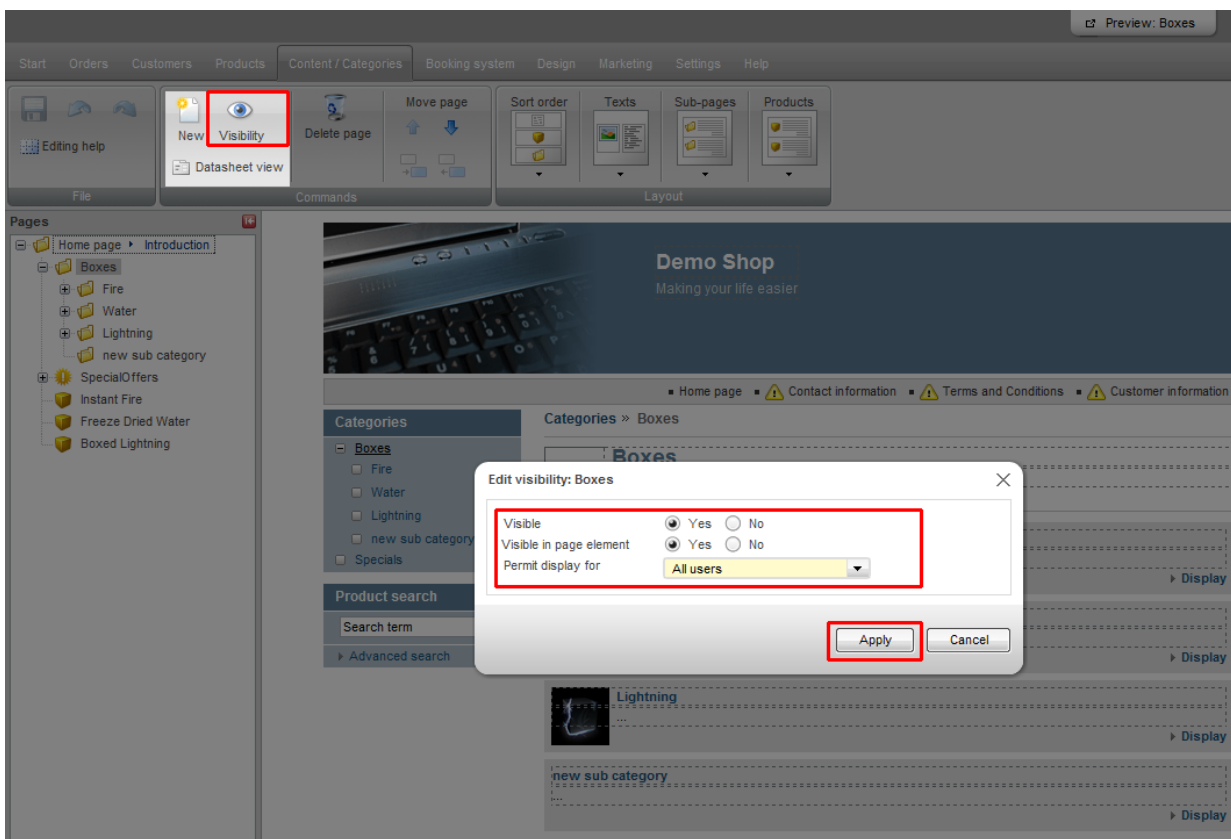 Preview: Boxes
Start Orders Customers Products Content / Categories Booking system Design Marketing Settings Help
New Visibility
Datasheet view
Editing help
Delete page
Move page
Sort order Texts Sub-pages Products
File Commands Layout
Pages
Home page Introduction
Boxes
Fire
Water
Lightning
new sub category
SpecialOffers
Instant Fire
Freeze Dried Water
Boxed Lightning
Demo Shop
Making your life easier
Home page Contact information Terms and Conditions Customer information
Categories
Boxes
Fire
Water
Lightning
new sub category
Specials
Product search
Search term
Advanced search
Categories » Boxes
Boxes
Edit visibility: Boxes
Visible Yes No
Visible in page element Yes No
Permit display for All users
Apply Cancel
Display
Display
Lightning
...
Display
new sub category
...
Display